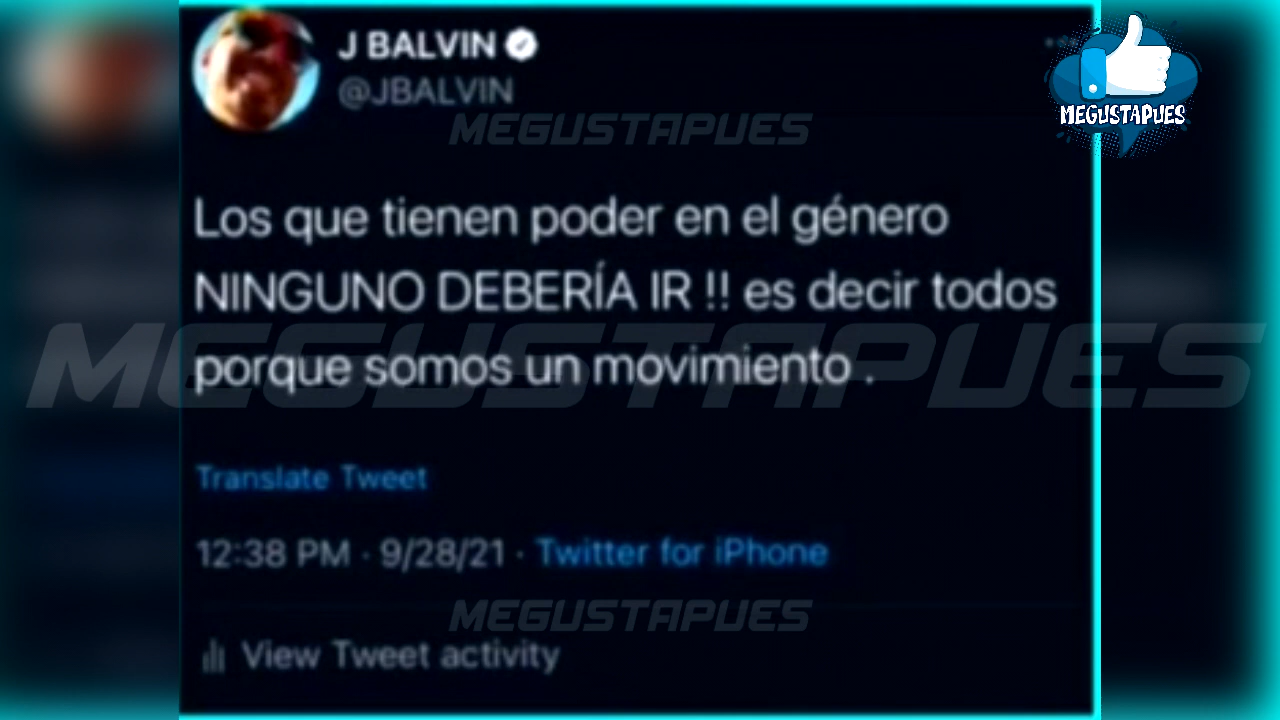 J BALVIN
@JBALVIN
MEGUSTAPUES
MEGUSTAPUES
Los que tienen poder en el género
NINGUNO DEBERÍA IR !! es decir todos
MEGUSTAPUES
porque somos un movimiento .
Translate Tweet
12:38 PM · 9/28/21 · Twitter for iPhone
MEGUSTAPUES
View Tweet activity